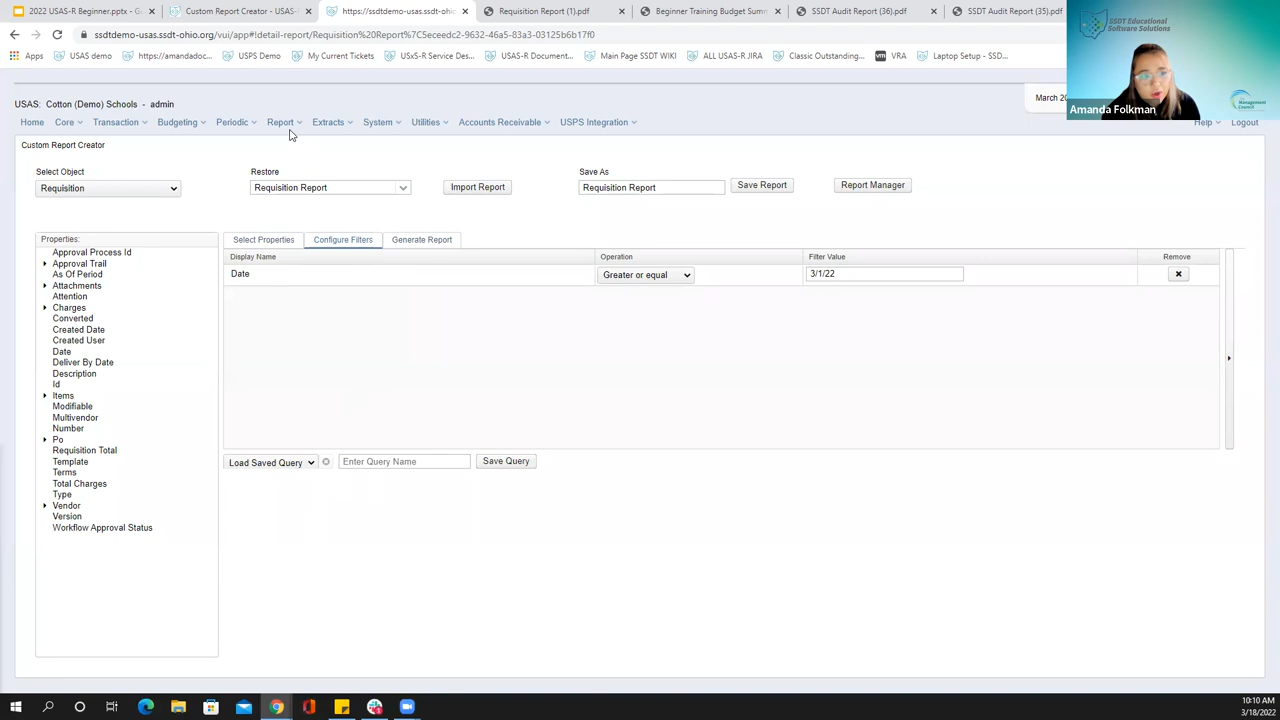 2022 USAS-R Beginner.pptx - G
Custom Report Creator - USAS-
https://ssdtdemo-usas.ssdt-ohio
Requisition Report (1).pdf
Beginner Training Budget Summ
SSDT Audit Report (36).pdf
SSDT Audit Report (35).pdf
ssdtdemo-usas.ssdt-ohio.org/vui/app#!detail-report/Requisition%20Report
Apps
USAS demo
https://amandadoc...
USPS Demo
My Current Tickets
USxS-R Service Des...
USAS-R Document...
Main Page SSDT WIKI
ALL USAS-R JIRA
Classic Outstanding...
vm VRA
Laptop Setup - SSD...
SSDT Educational
Software Solutions
Amanda Folkman
Management
Council
USAS: Cotton (Demo) Schools - admin
March 20
Home Core Transaction Budgeting Periodic Report Extracts System Utilities Accounts Receivable USPS Integration Help Logout
Custom Report Creator
Select Object
Requisition
Restore
Requisition Report
Import Report
Save As
Requisition Report
Save Report
Report Manager
Properties:
Approval Process Id
Approval Trail
As Of Period
Attachments
Attention
Charges
Converted
Created Date
Created User
Date
Deliver By Date
Description
Id
Items
Modifiable
Multivendor
Number
Po
Requisition Total
Template
Terms
Total Charges
Type
Vendor
Version
Workflow Approval Status
Select Properties Configure Filters Generate Report
Display Name Operation Filter Value Remove
Date Greater or equal 3/1/22
Load Saved Query Enter Query Name Save Query
10:10 AM
3/18/2022